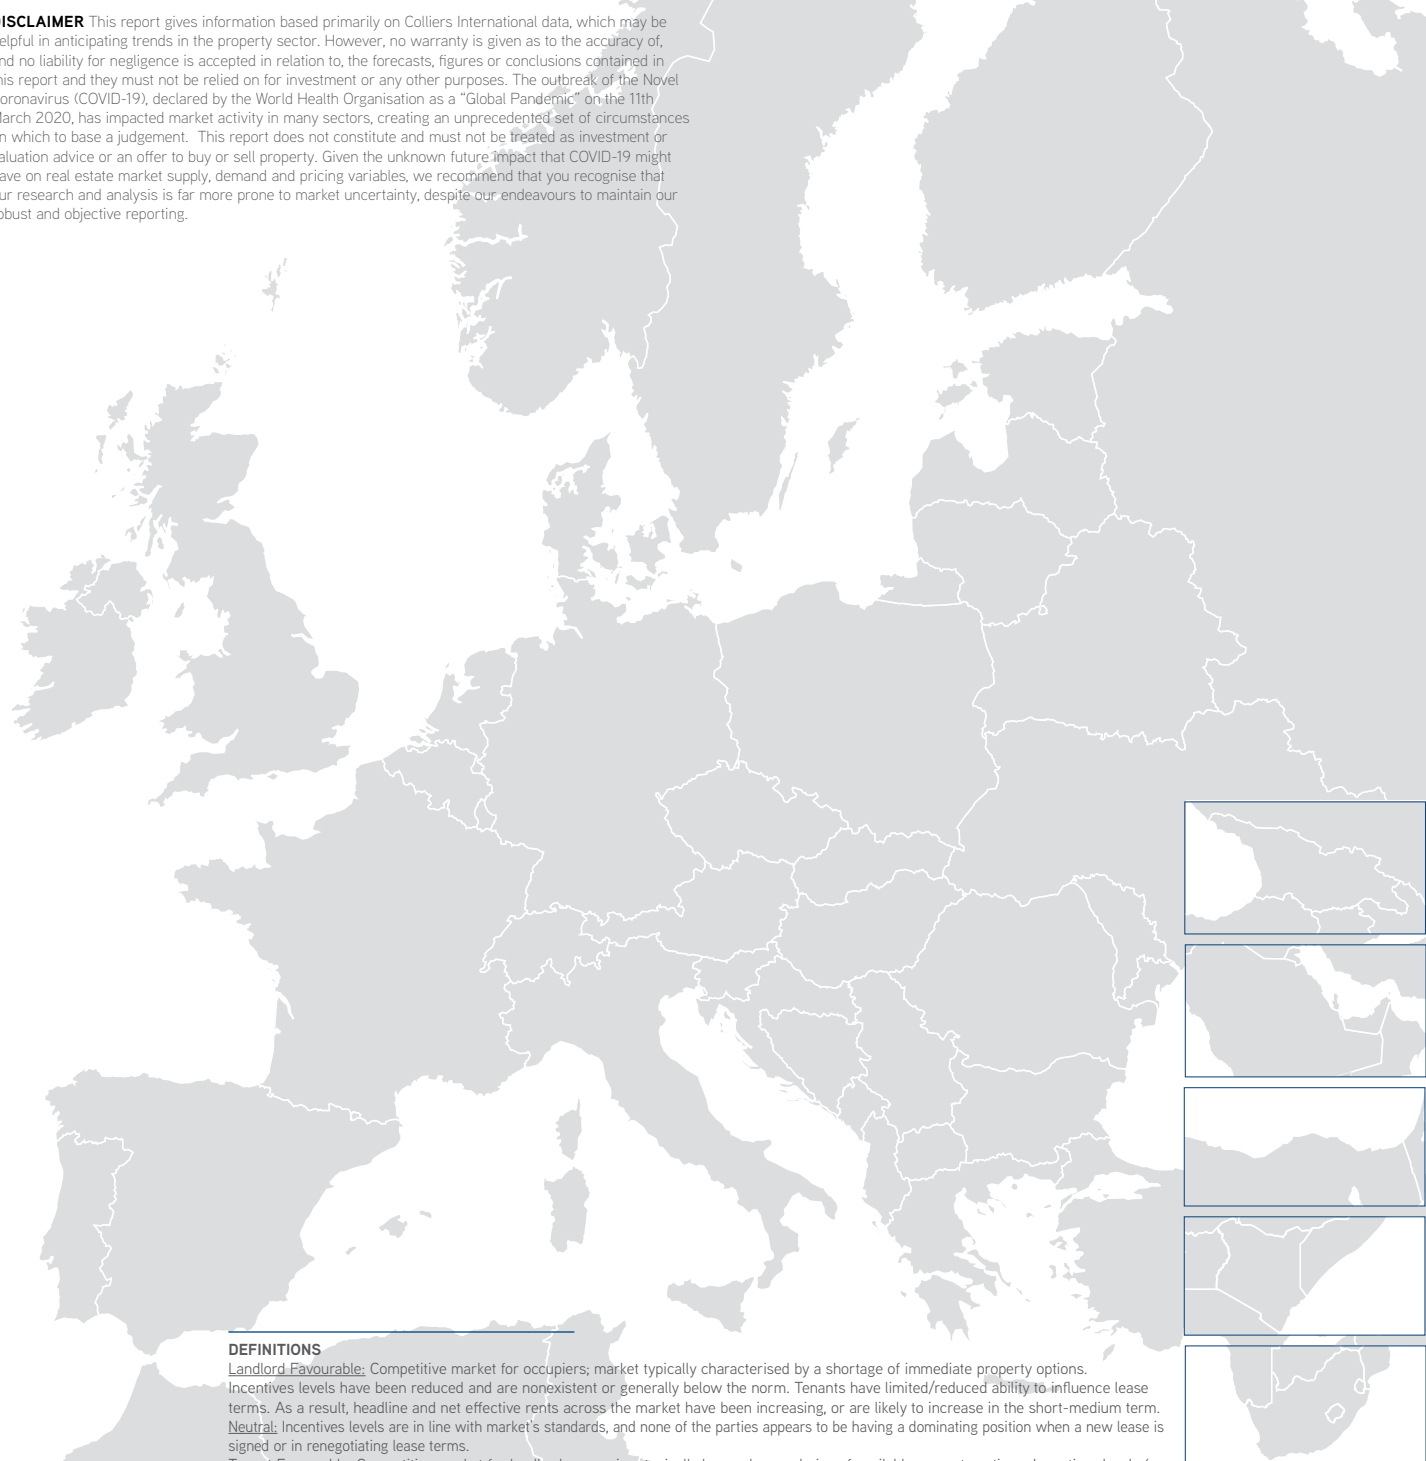 DISCLAIMER This report gives information based primarily on Colliers International data, which may be
elpful in anticipating trends in the property sector. However, no warranty is given as to the accuracy of,
nd no liability for negligence is accepted in relation to, the forecasts, figures or conclusions contained in
his report and they must not be relied on for investment or any other purposes. The outbreak of the Novel
oronavirus (COVID-19), declared by the World Health Organisation as a “Global Pandemic” on the 11th
March 2020, has impacted market activity in many sectors, creating an unprecedented set of circumstances
n which to base a judgement. This report does not constitute and must not be treated as investment or
aluation advice or an offer to buy or sell property. Given the unknown future impact that COVID-19 might
ave on real estate market supply, demand and pricing variables, we recommend that you recognise that
ur research and analysis is far more prone to market uncertainty, despite our endeavours to maintain our
obust and objective reporting.
DEFINITIONS
Landlord Favourable: Competitive market for occupiers; market typically characterised by a shortage of immediate property options.
Incentives levels have been reduced and are nonexistent or generally below the norm. Tenants have limited/reduced ability to influence lease
terms. As a result, headline and net effective rents across the market have been increasing, or are likely to increase in the short-medium term.
Neutral: Incentives levels are in line with market's standards, and none of the parties appears to be having a dominating position when a new lease is
signed or in renegotiating lease terms.